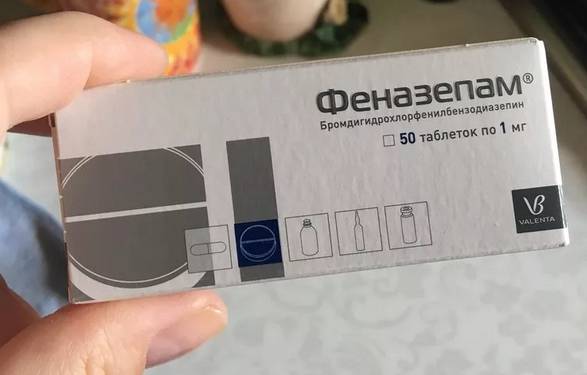 Феназепам®
Бромдигидрохлорфенилбензодиазепин
50 таблеток по 1 мг
VALENTA